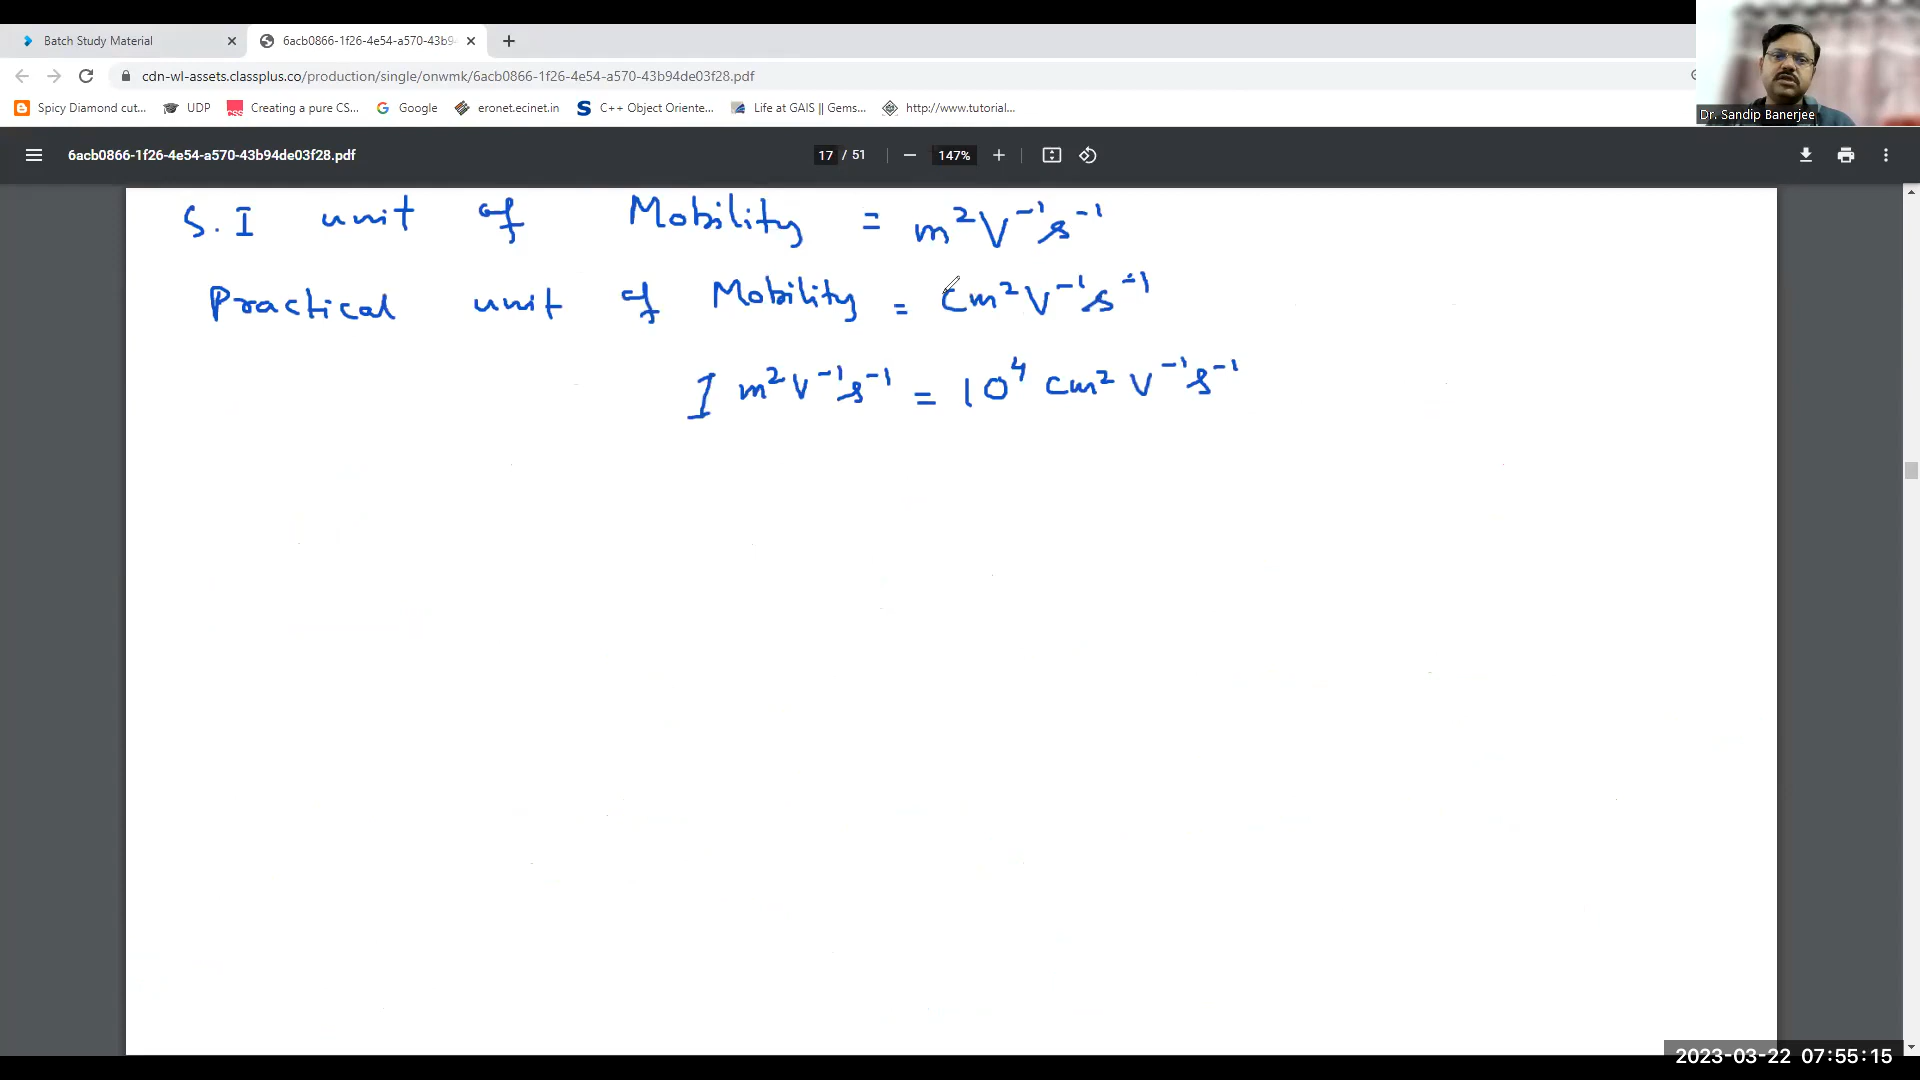 Batch Study Material
6acb0866-1f26-4e54-a570-43b9
cdn-wl-assets.classplus.co/production/single/onwmk/6acb0866-1f26-4e54-a570-43b94de03f28.pdf
Spicy Diamond cut... UDP Creating a pure CS... Google eronet.ecinet.in C++ Object Oriente... Life at GAIS || Gems... http://www.tutorial...
Dr. Sandip Banerjee
6acb0866-1f26-4e54-a570-43b94de03f28.pdf 17 / 51 147%
S.I unit of Mobility = m²V⁻¹s⁻¹
Practical unit of Mobility = Cm²V⁻¹s⁻¹
1 m²V⁻¹s⁻¹ = 10⁴ cm² V⁻¹s⁻¹
2023-03-22 07:55:15